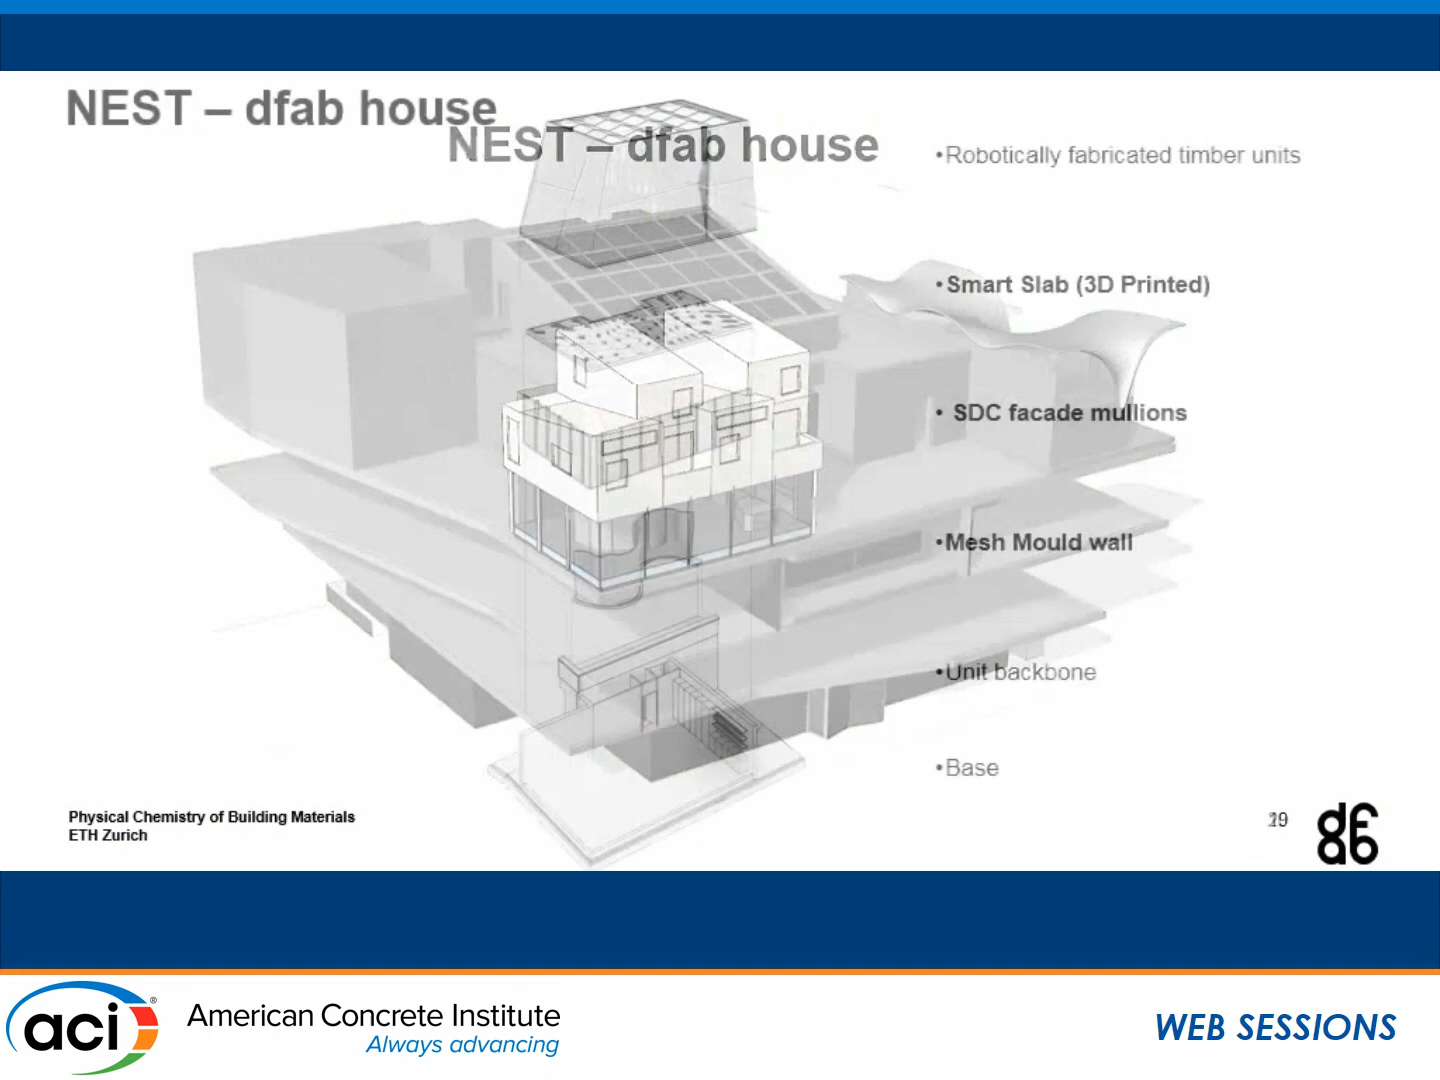 NEST – dfab house
NEST – dfab house
•Robotically fabricated timber units
•Smart Slab (3D Printed)
• SDC facade mullions
•Mesh Mould wall
•Unit backbone
•Base
Physical Chemistry of Building Materials
ETH Zurich
aci®
American Concrete Institute
Always advancing
WEB SESSIONS